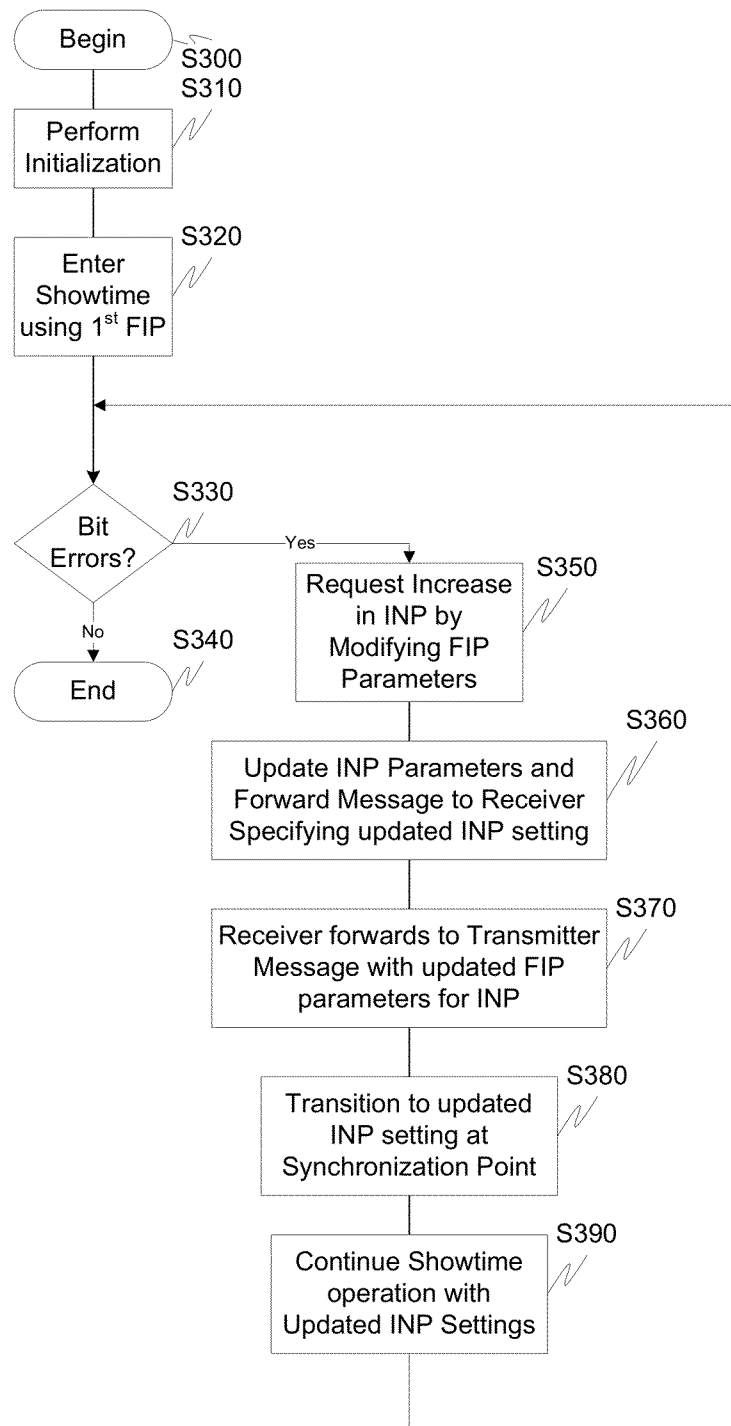 Begin
S300
S310
Perform
Initialization
S320
Enter
Showtime
using 1st FIP
S330
Bit
Errors?
Yes
No
S340
End
S350
Request Increase
in INP by
Modifying FIP
Parameters
S360
Update INP Parameters and
Forward Message to Receiver
Specifying updated INP setting
S370
Receiver forwards to Transmitter
Message with updated FIP
parameters for INP
S380
Transition to updated
INP setting at
Synchronization Point
S390
Continue Showtime
operation with
Updated INP Settings